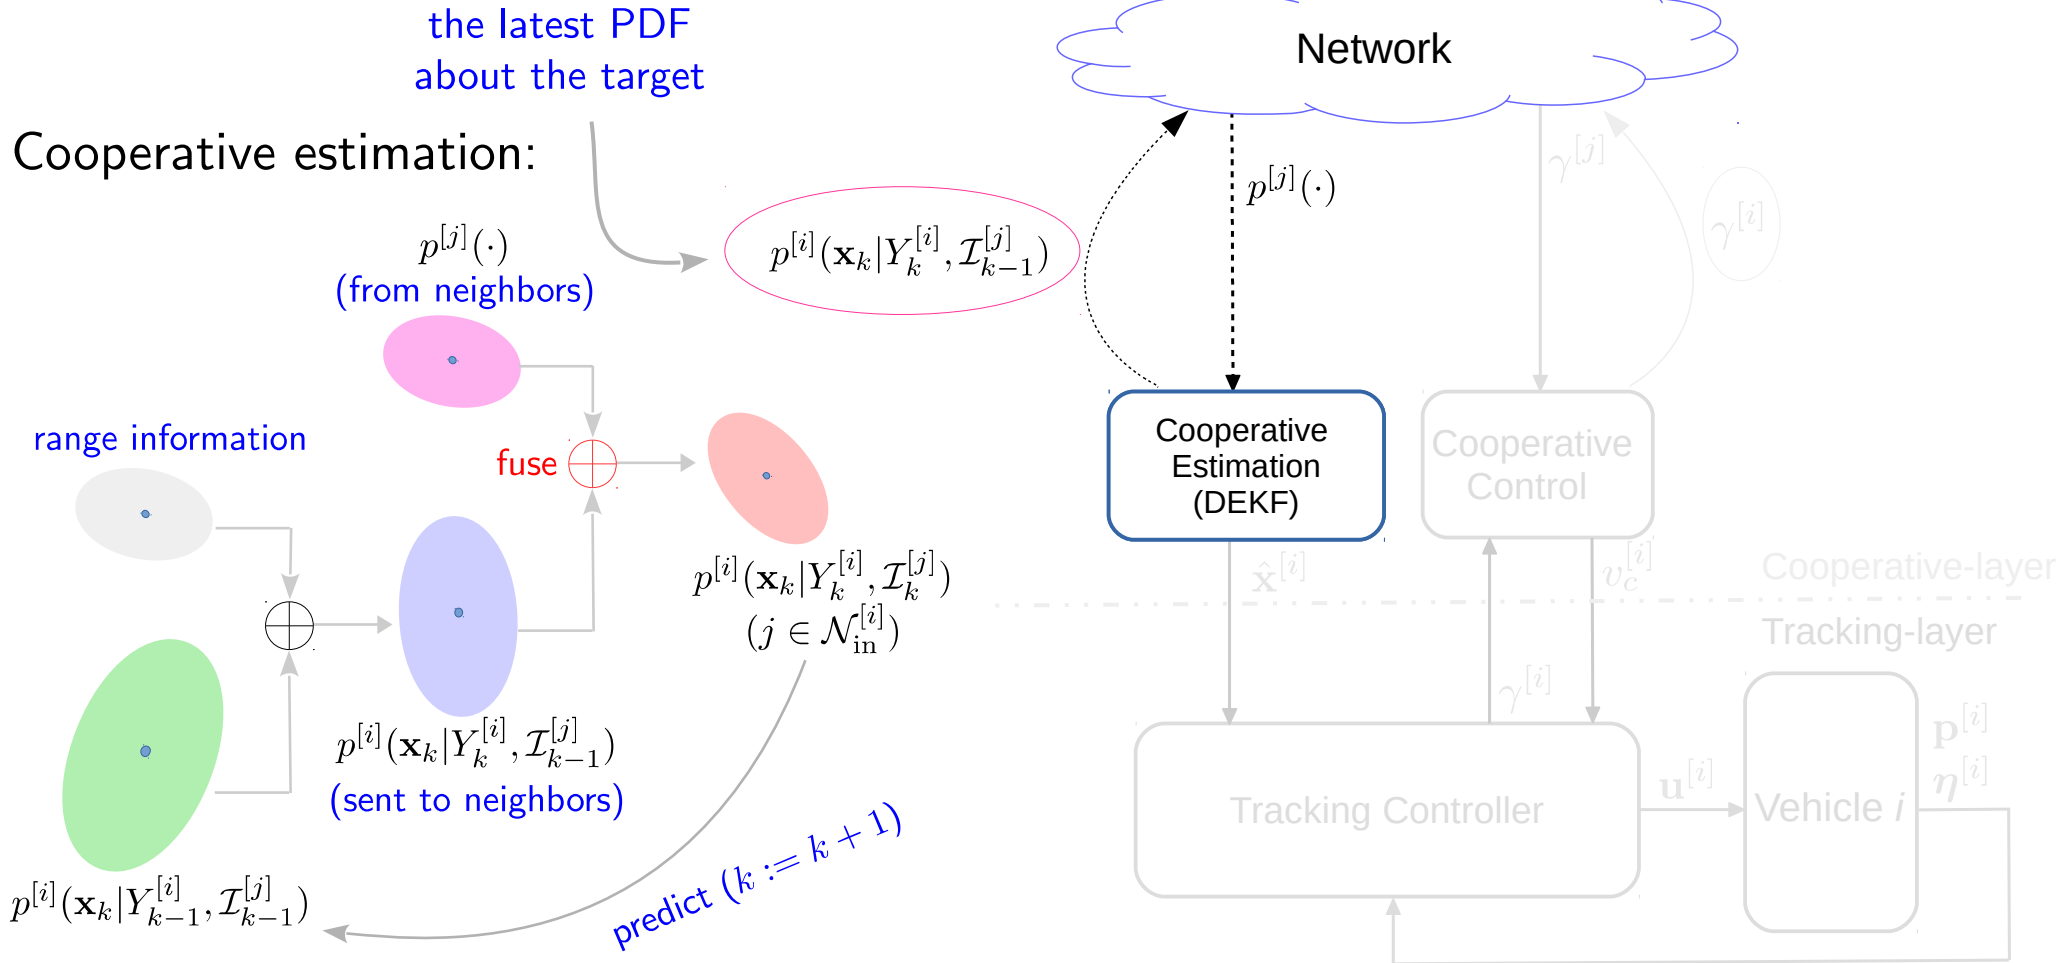 the latest PDF
about the target
Cooperative estimation:
p^{[j]}(·)
(from neighbors)
p^{[i]}(𝐱_k|Y_k^{[i]}, ℐ_{k−1}^{[j]})
range information
fuse
p^{[i]}(𝐱_k|Y_k^{[i]}, ℐ_k^{[j]})
(j ∈ 𝒩_{in}^{[i]})
p^{[i]}(𝐱_k|Y_k^{[i]}, ℐ_{k−1}^{[j]})
(sent to neighbors)
p^{[i]}(𝐱_k|Y_{k−1}^{[i]}, ℐ_{k−1}^{[j]})
predict (k := k + 1)
Network
p^{[j]}(·)
γ^{[j]}
γ^{[i]}
Cooperative
Estimation
(DEKF)
Cooperative
Control
x̂^{[i]}
v_c^{[i]}
Cooperative-layer
Tracking-layer
γ^{[i]}
Tracking Controller
𝐮^{[i]}
Vehicle i
𝐩^{[i]}
𝛈^{[i]}